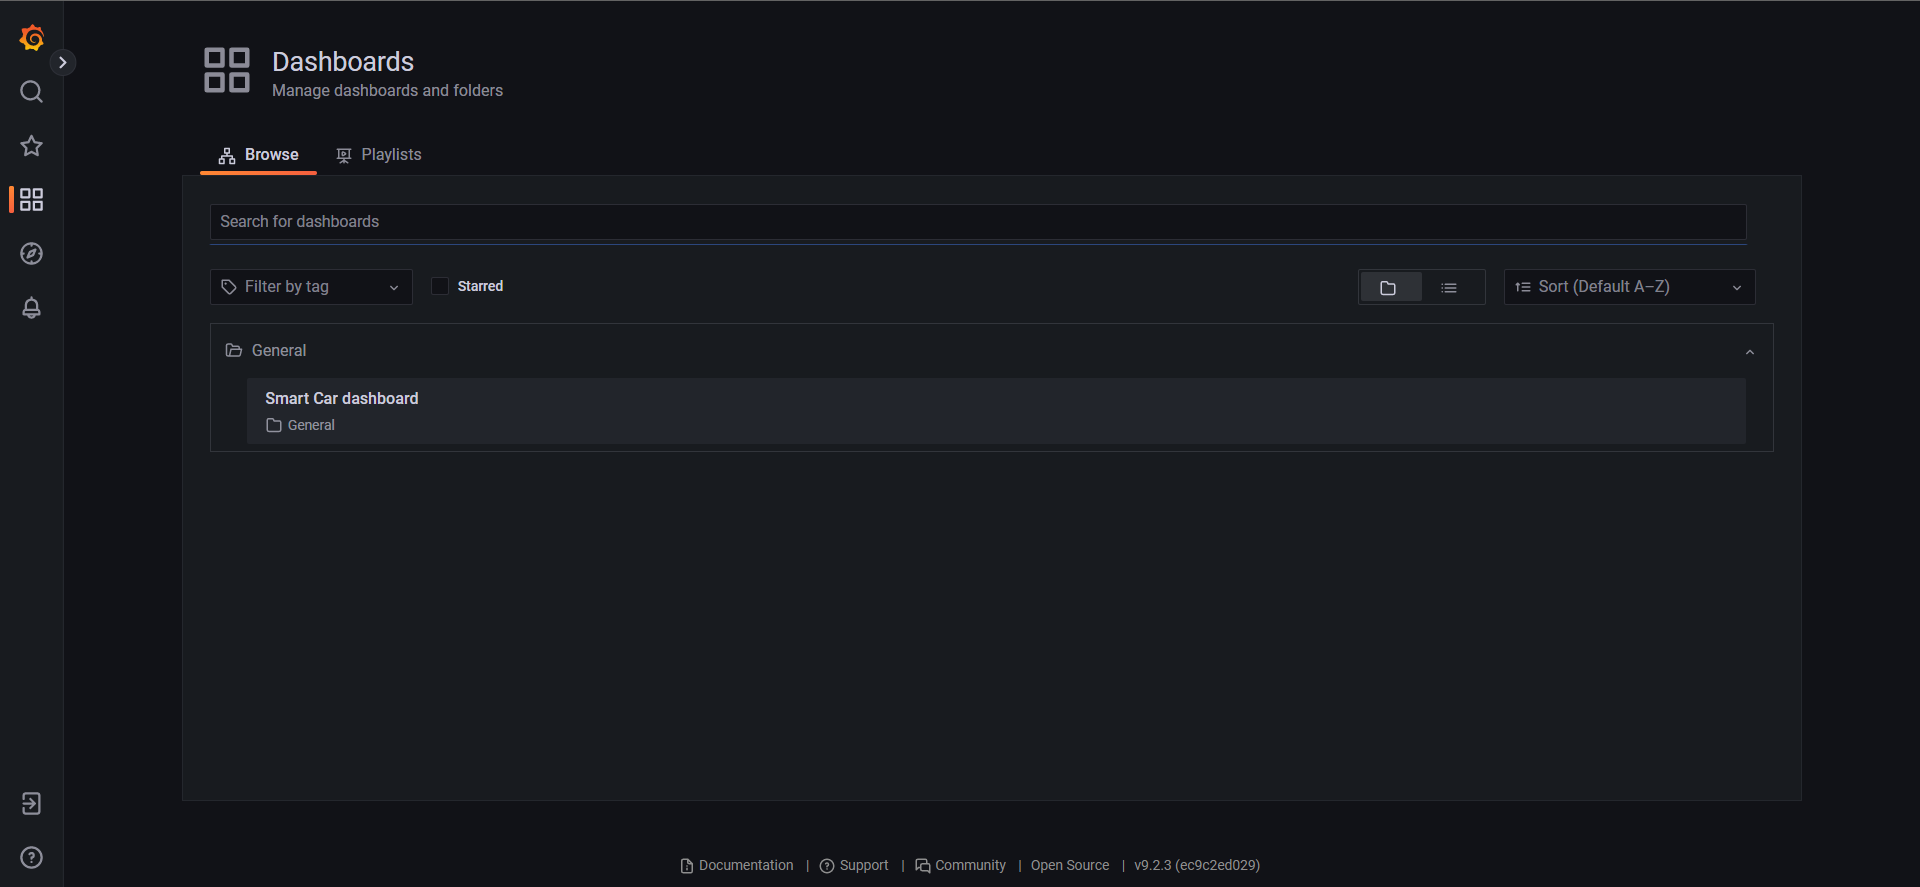 Dashboards
Manage dashboards and folders
Browse Playlists
Search for dashboards
Filter by tag Starred Sort (Default A–Z)
General
Smart Car dashboard
General
Documentation | Support | Community | Open Source | v9.2.3 (ec9c2ed029)